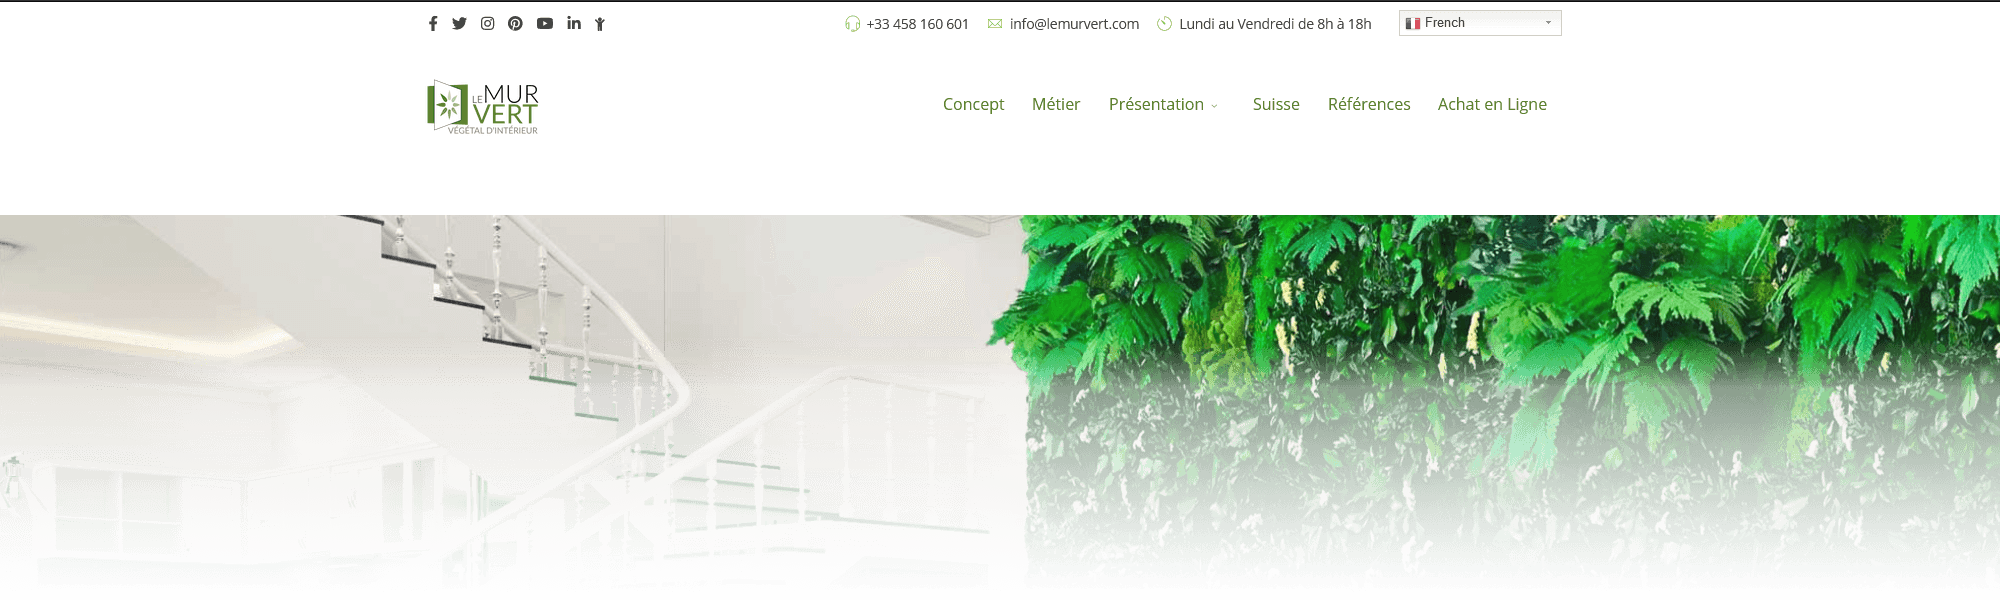 +33 458 160 601 info@lemurvert.com Lundi au Vendredi de 8h à 18h French
LE MUR
VERT
VÉGÉTAL D'INTÉRIEUR
Concept Métier Présentation Suisse Références Achat en Ligne